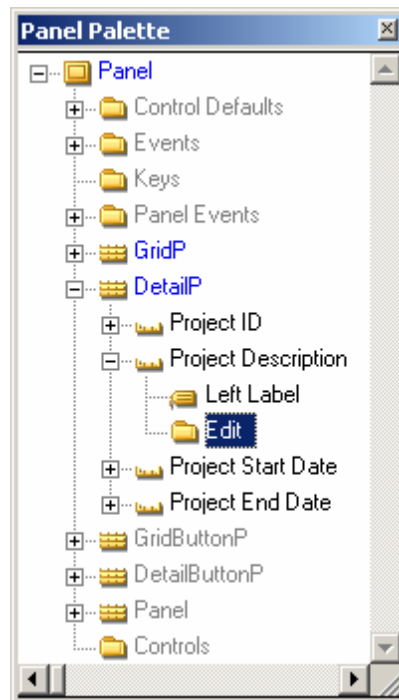 Panel Palette
Panel
Control Defaults
Events
Keys
Panel Events
GridP
DetailP
Project ID
Project Description
Left Label
Edit
Project Start Date
Project End Date
GridButtonP
DetailButtonP
Panel
Controls